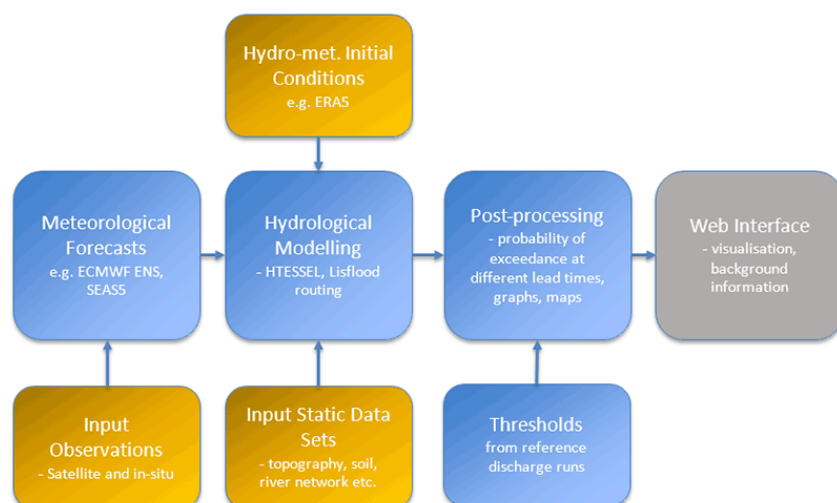 Hydro-met. Initial
Conditions
e.g. ERA5
Meteorological
Forecasts
e.g. ECMWF ENS,
SEAS5
Hydrological
Modelling
- HTESSEL, Lisflood
routing
Post-processing
- probability of
exceedance at
different lead times,
graphs, maps
Web Interface
- visualisation,
background
information
Input
Observations
- Satellite and in-situ
Input Static Data
Sets
- topography, soil,
river network etc.
Thresholds
from reference
discharge runs